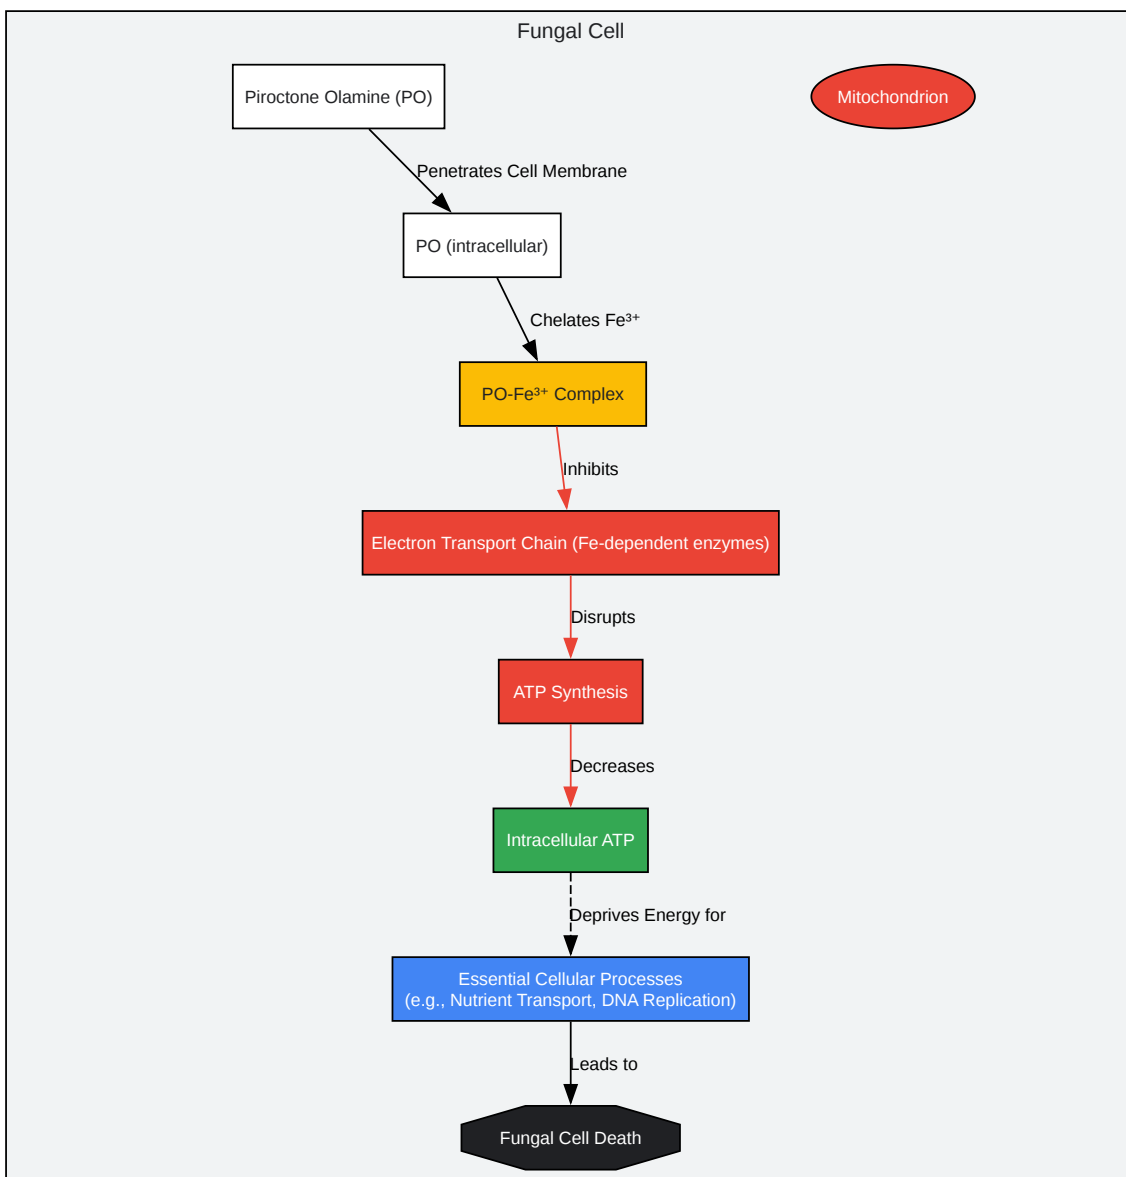 Fungal Cell
Piroctone Olamine (PO)
Mitochondrion
Penetrates Cell Membrane
PO (intracellular)
Chelates Fe³⁺
PO-Fe³⁺ Complex
Inhibits
Electron Transport Chain (Fe-dependent enzymes)
Disrupts
ATP Synthesis
Decreases
Intracellular ATP
Deprives Energy for
Essential Cellular Processes
(e.g., Nutrient Transport, DNA Replication)
Leads to
Fungal Cell Death